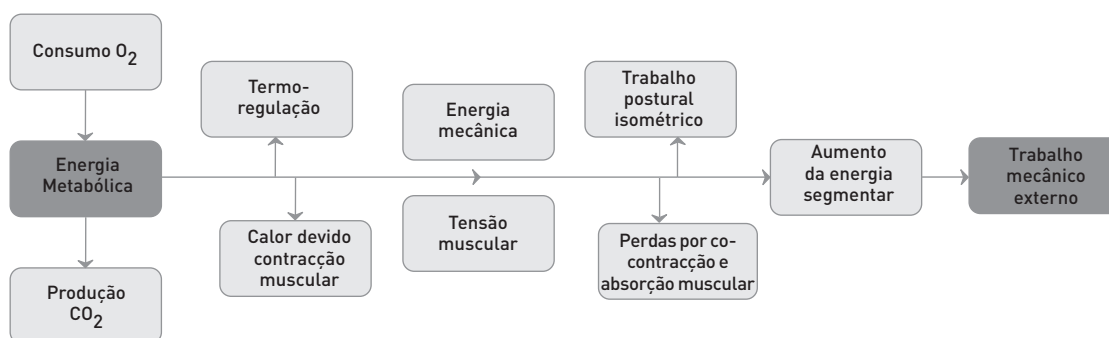 Consumo O2
Energia
Metabólica
Produção
CO2
Termo-
regulação
Calor devido
contracção
muscular
Energia
mecânica
Tensão
muscular
Trabalho
postural
isométrico
Perdas por co-
contracção e
absorção muscular
Aumento
da energia
segmentar
Trabalho
mecânico
externo